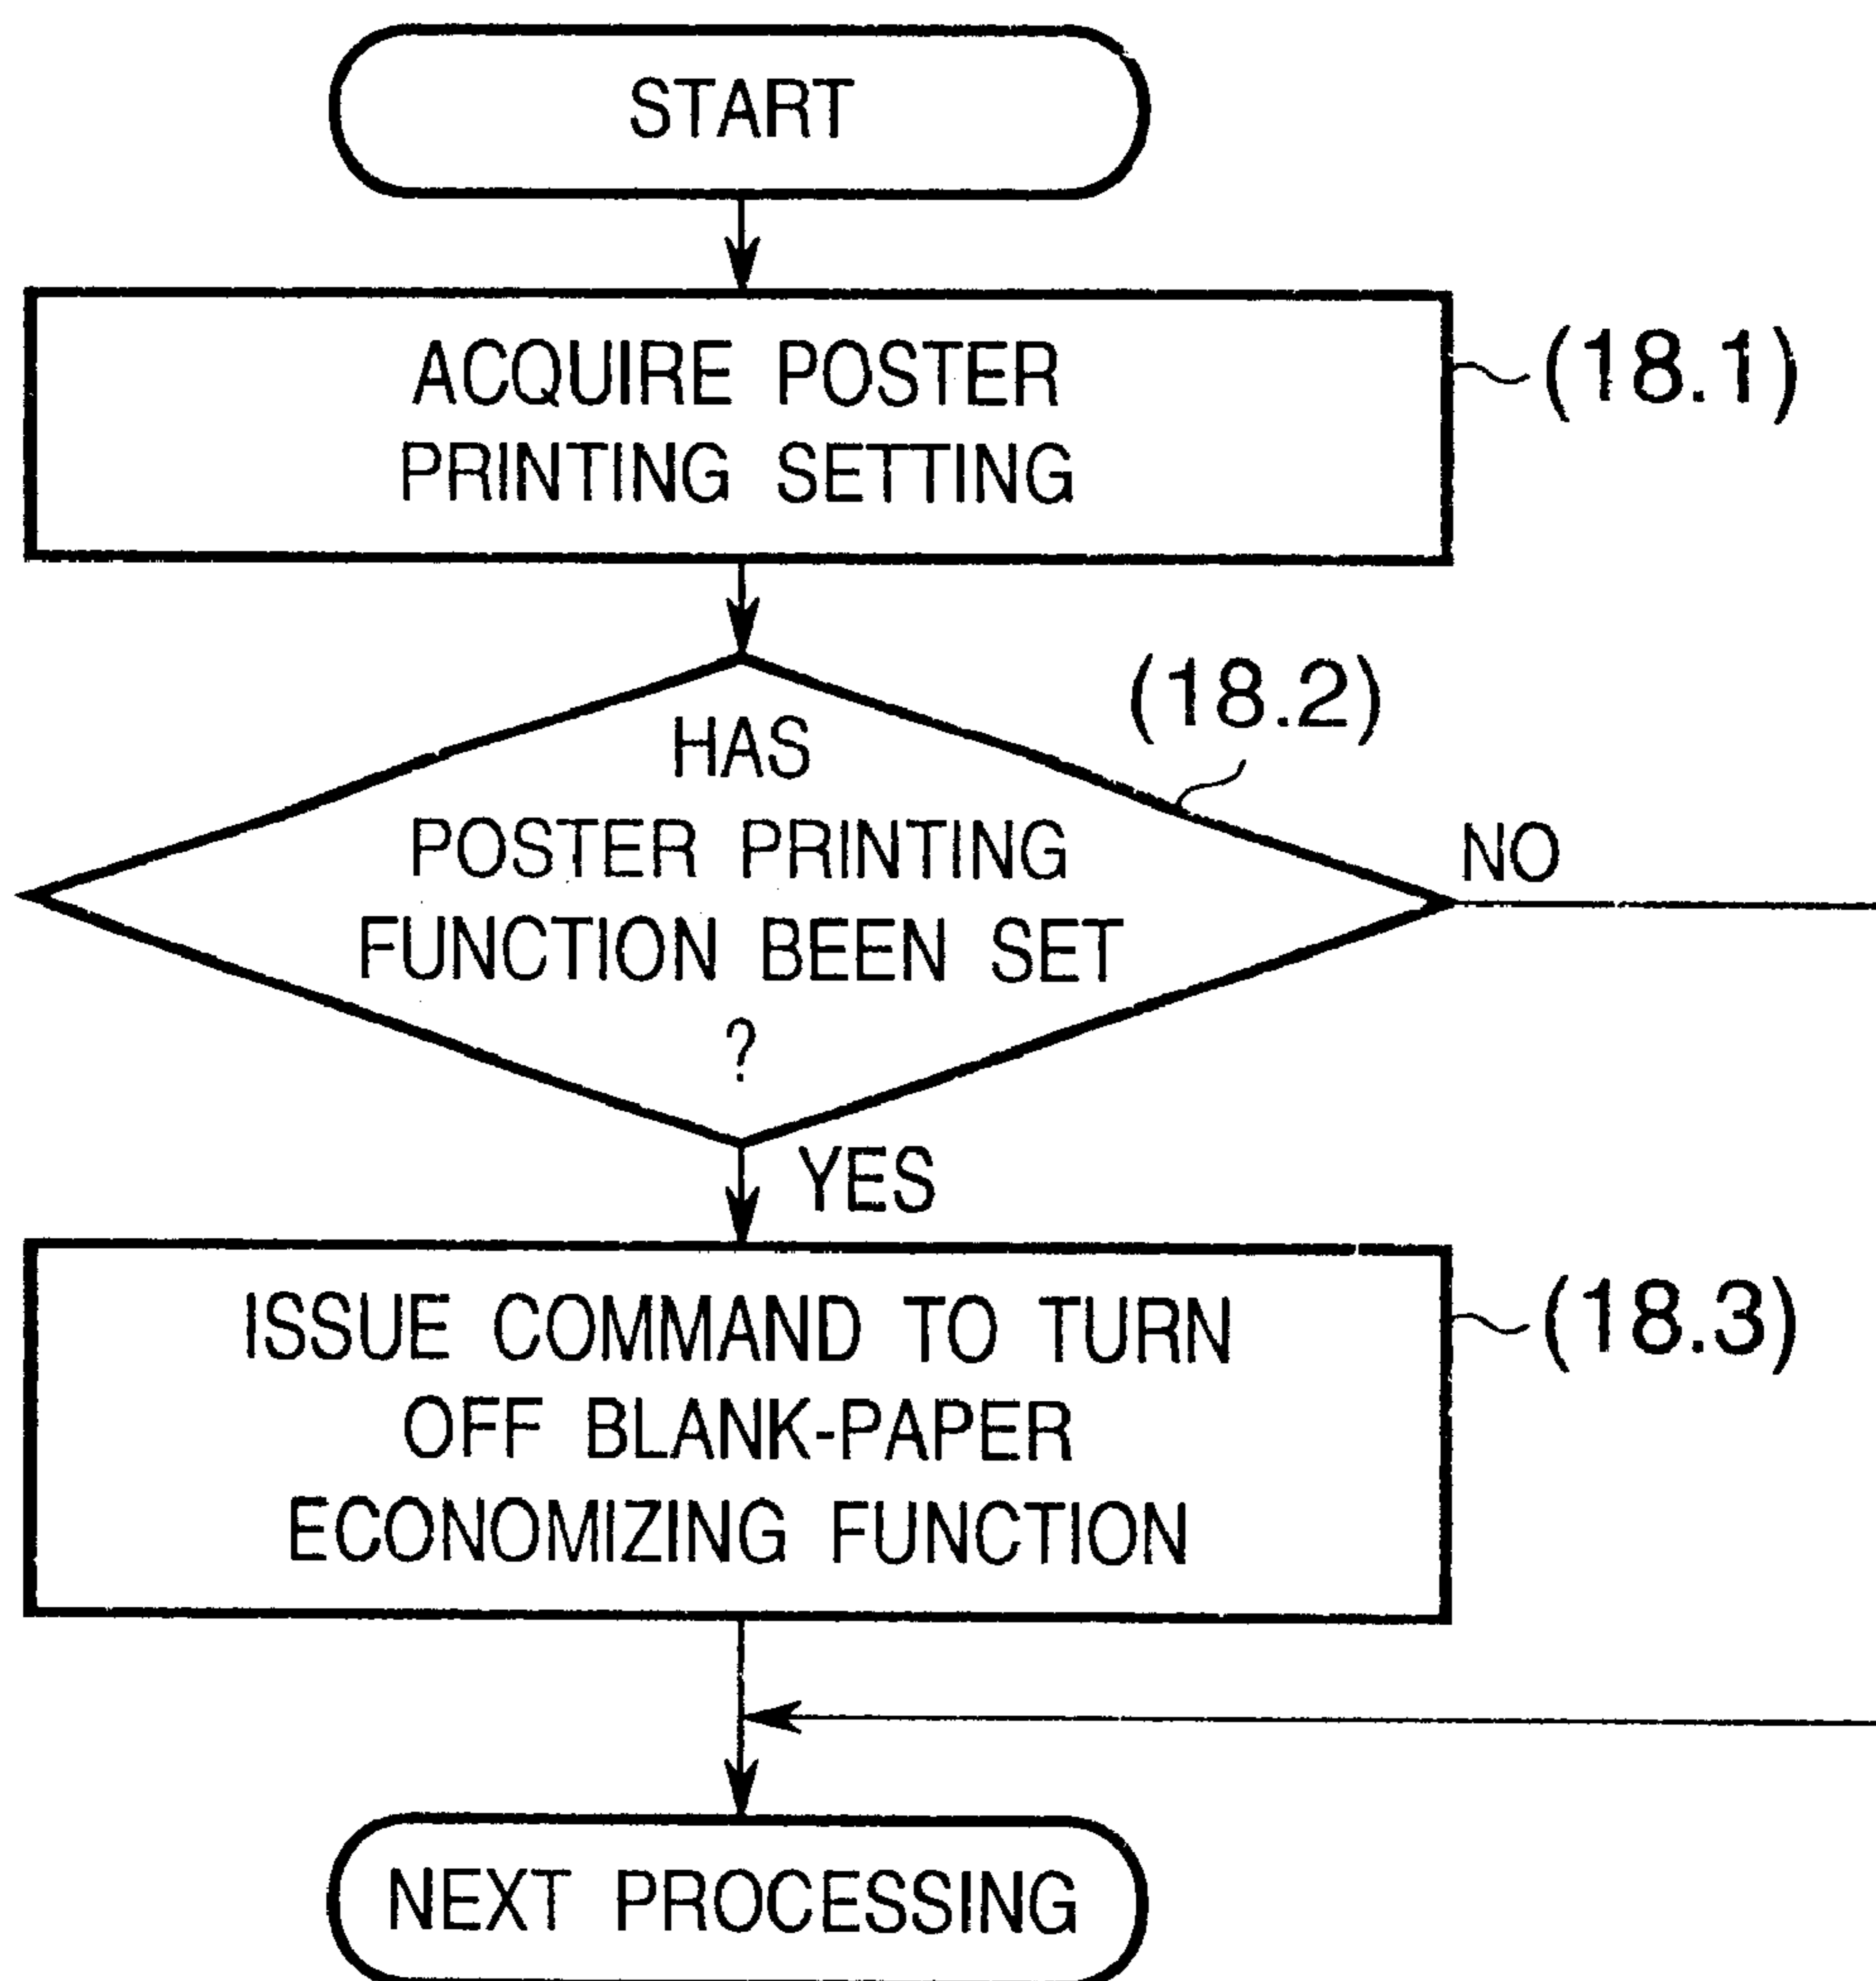 START
ACQUIRE POSTER
PRINTING SETTING
(18.1)
(18.2)
HAS
POSTER PRINTING
FUNCTION BEEN SET
?
NO
YES
ISSUE COMMAND TO TURN
OFF BLANK-PAPER
ECONOMIZING FUNCTION
(18.3)
NEXT PROCESSING